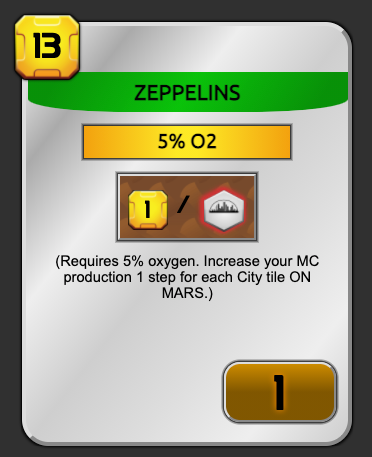 13
ZEPPELINS
5% O2
1 /
(Requires 5% oxygen. Increase your MC
production 1 step for each City tile ON
MARS.)
1